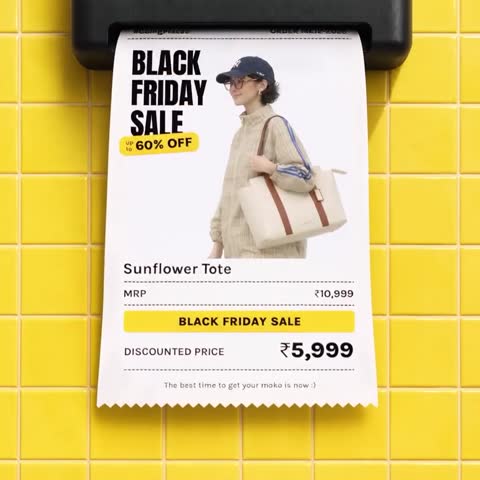 BLACK
FRIDAY
SALE
up to 60% OFF
Sunflower Tote
MRP ₹10,999
BLACK FRIDAY SALE
DISCOUNTED PRICE ₹5,999
The best time to get your moko is now :)